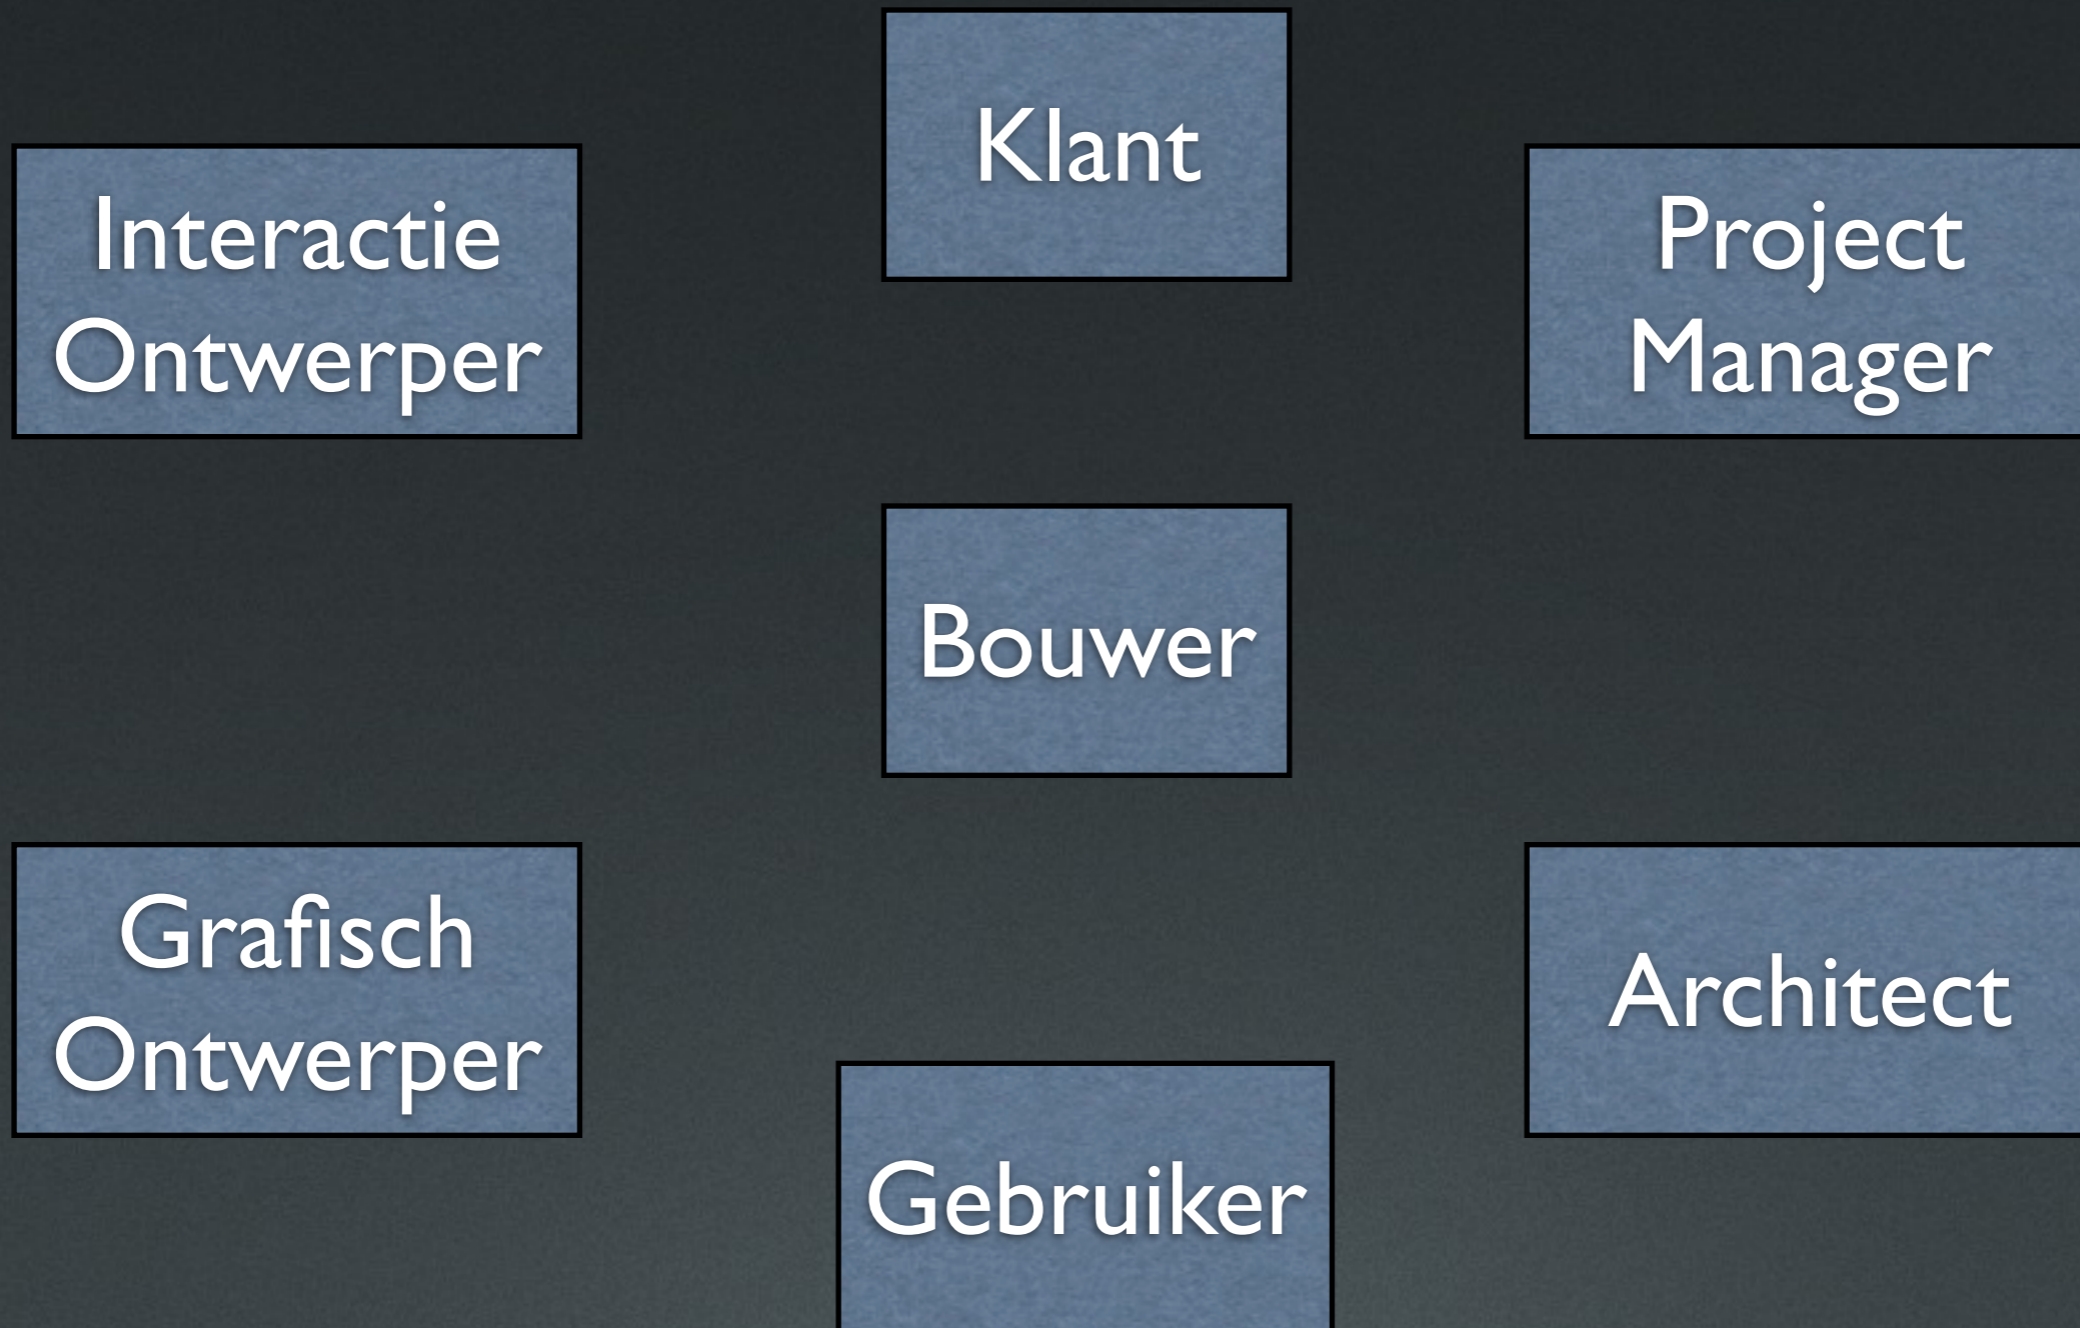 Klant
Interactie
Ontwerper
Project
Manager
Bouwer
Grafisch
Ontwerper
Architect
Gebruiker